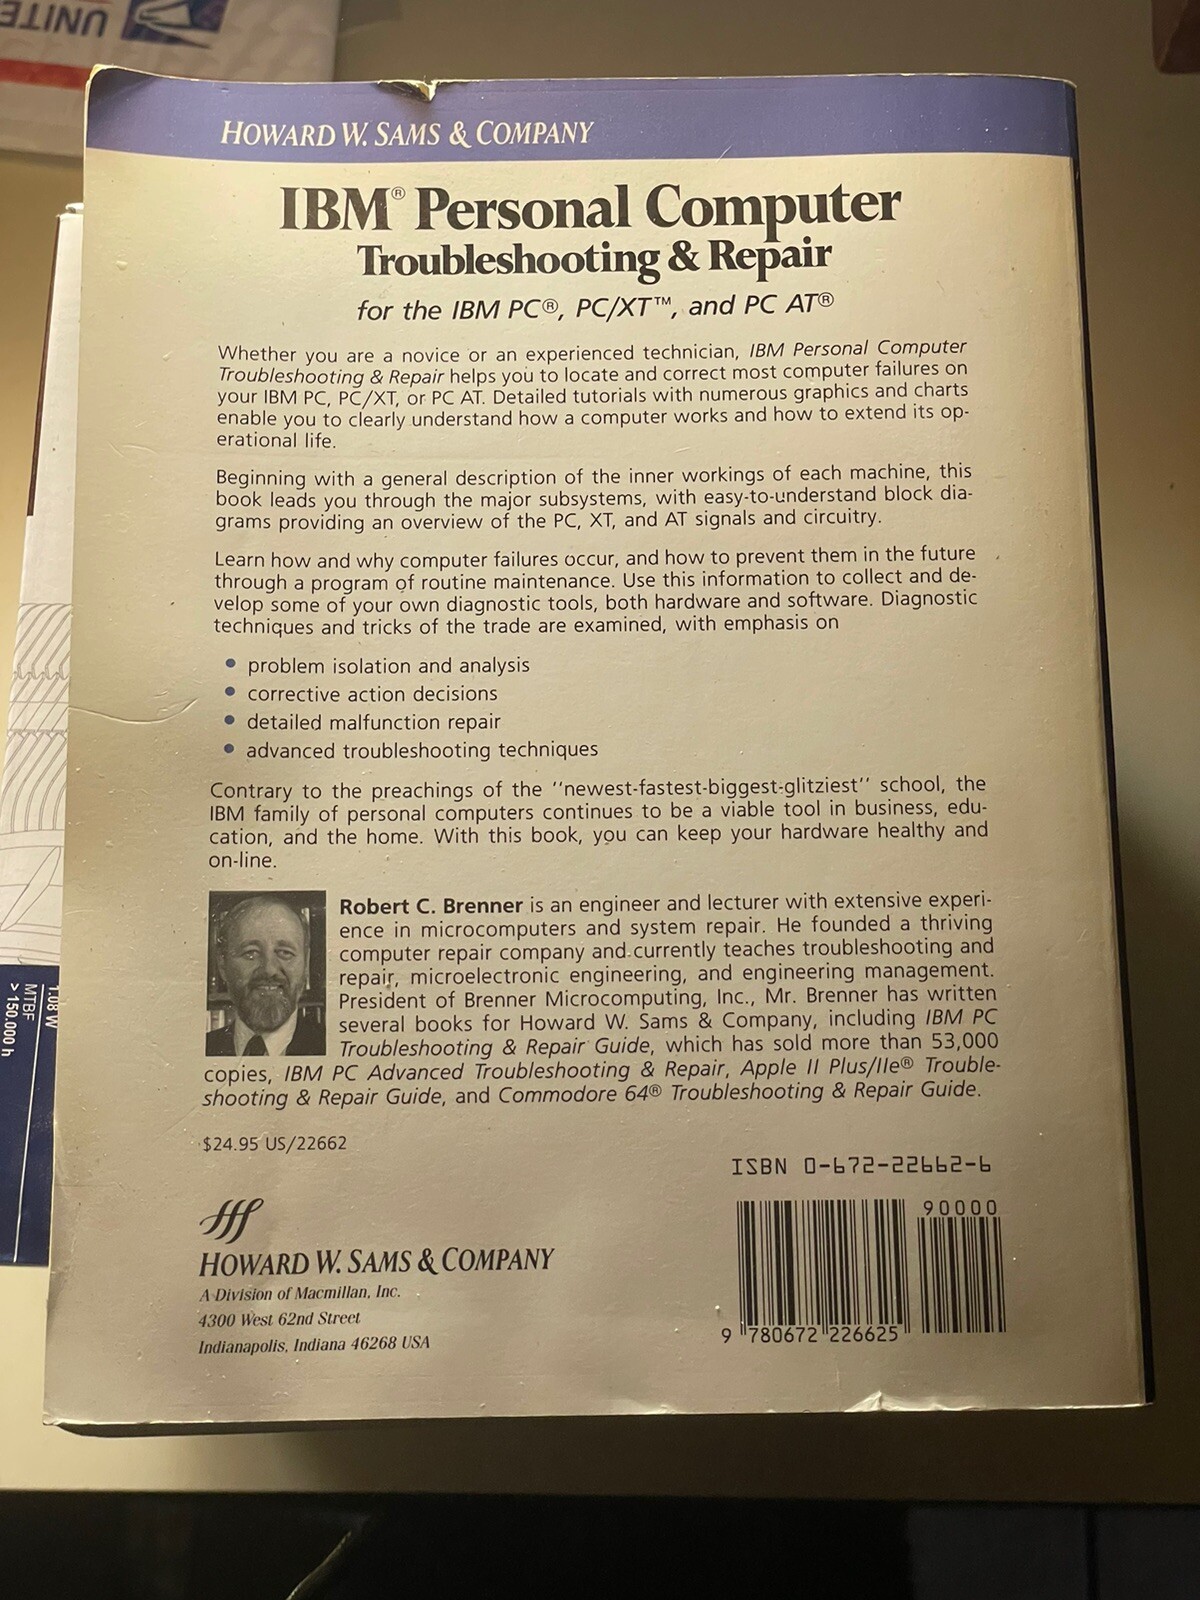 UNITE
HOWARD W. SAMS & COMPANY
IBM® Personal Computer
Troubleshooting & Repair
for the IBM PC®, PC/XT™, and PC AT®
Whether you are a novice or an experienced technician, IBM Personal Computer
Troubleshooting & Repair helps you to locate and correct most computer failures on
your IBM PC, PC/XT, or PC AT. Detailed tutorials with numerous graphics and charts
enable you to clearly understand how a computer works and how to extend its op-
erational life.
Beginning with a general description of the inner workings of each machine, this
book leads you through the major subsystems, with easy-to-understand block dia-
grams providing an overview of the PC, XT, and AT signals and circuitry.
Learn how and why computer failures occur, and how to prevent them in the future
through a program of routine maintenance. Use this information to collect and de-
velop some of your own diagnostic tools, both hardware and software. Diagnostic
techniques and tricks of the trade are examined, with emphasis on
• problem isolation and analysis
• corrective action decisions
• detailed malfunction repair
• advanced troubleshooting techniques
Contrary to the preachings of the ''newest-fastest-biggest-glitziest'' school, the
IBM family of personal computers continues to be a viable tool in business, edu-
cation, and the home. With this book, you can keep your hardware healthy and
on-line.
Robert C. Brenner is an engineer and lecturer with extensive experi-
ence in microcomputers and system repair. He founded a thriving
computer repair company and currently teaches troubleshooting and
repair, microelectronic engineering, and engineering management.
President of Brenner Microcomputing, Inc., Mr. Brenner has written
several books for Howard W. Sams & Company, including IBM PC
Troubleshooting & Repair Guide, which has sold more than 53,000
copies, IBM PC Advanced Troubleshooting & Repair, Apple II Plus/IIe® Trouble-
shooting & Repair Guide, and Commodore 64® Troubleshooting & Repair Guide.
$24.95 US/22662
ISBN 0-672-22662-6
90000
HOWARD W. SAMS & COMPANY
A Division of Macmillan, Inc.
4300 West 62nd Street
Indianapolis, Indiana 46268 USA
9 780672 226625
1.08 W
MTBF
> 150.000 h